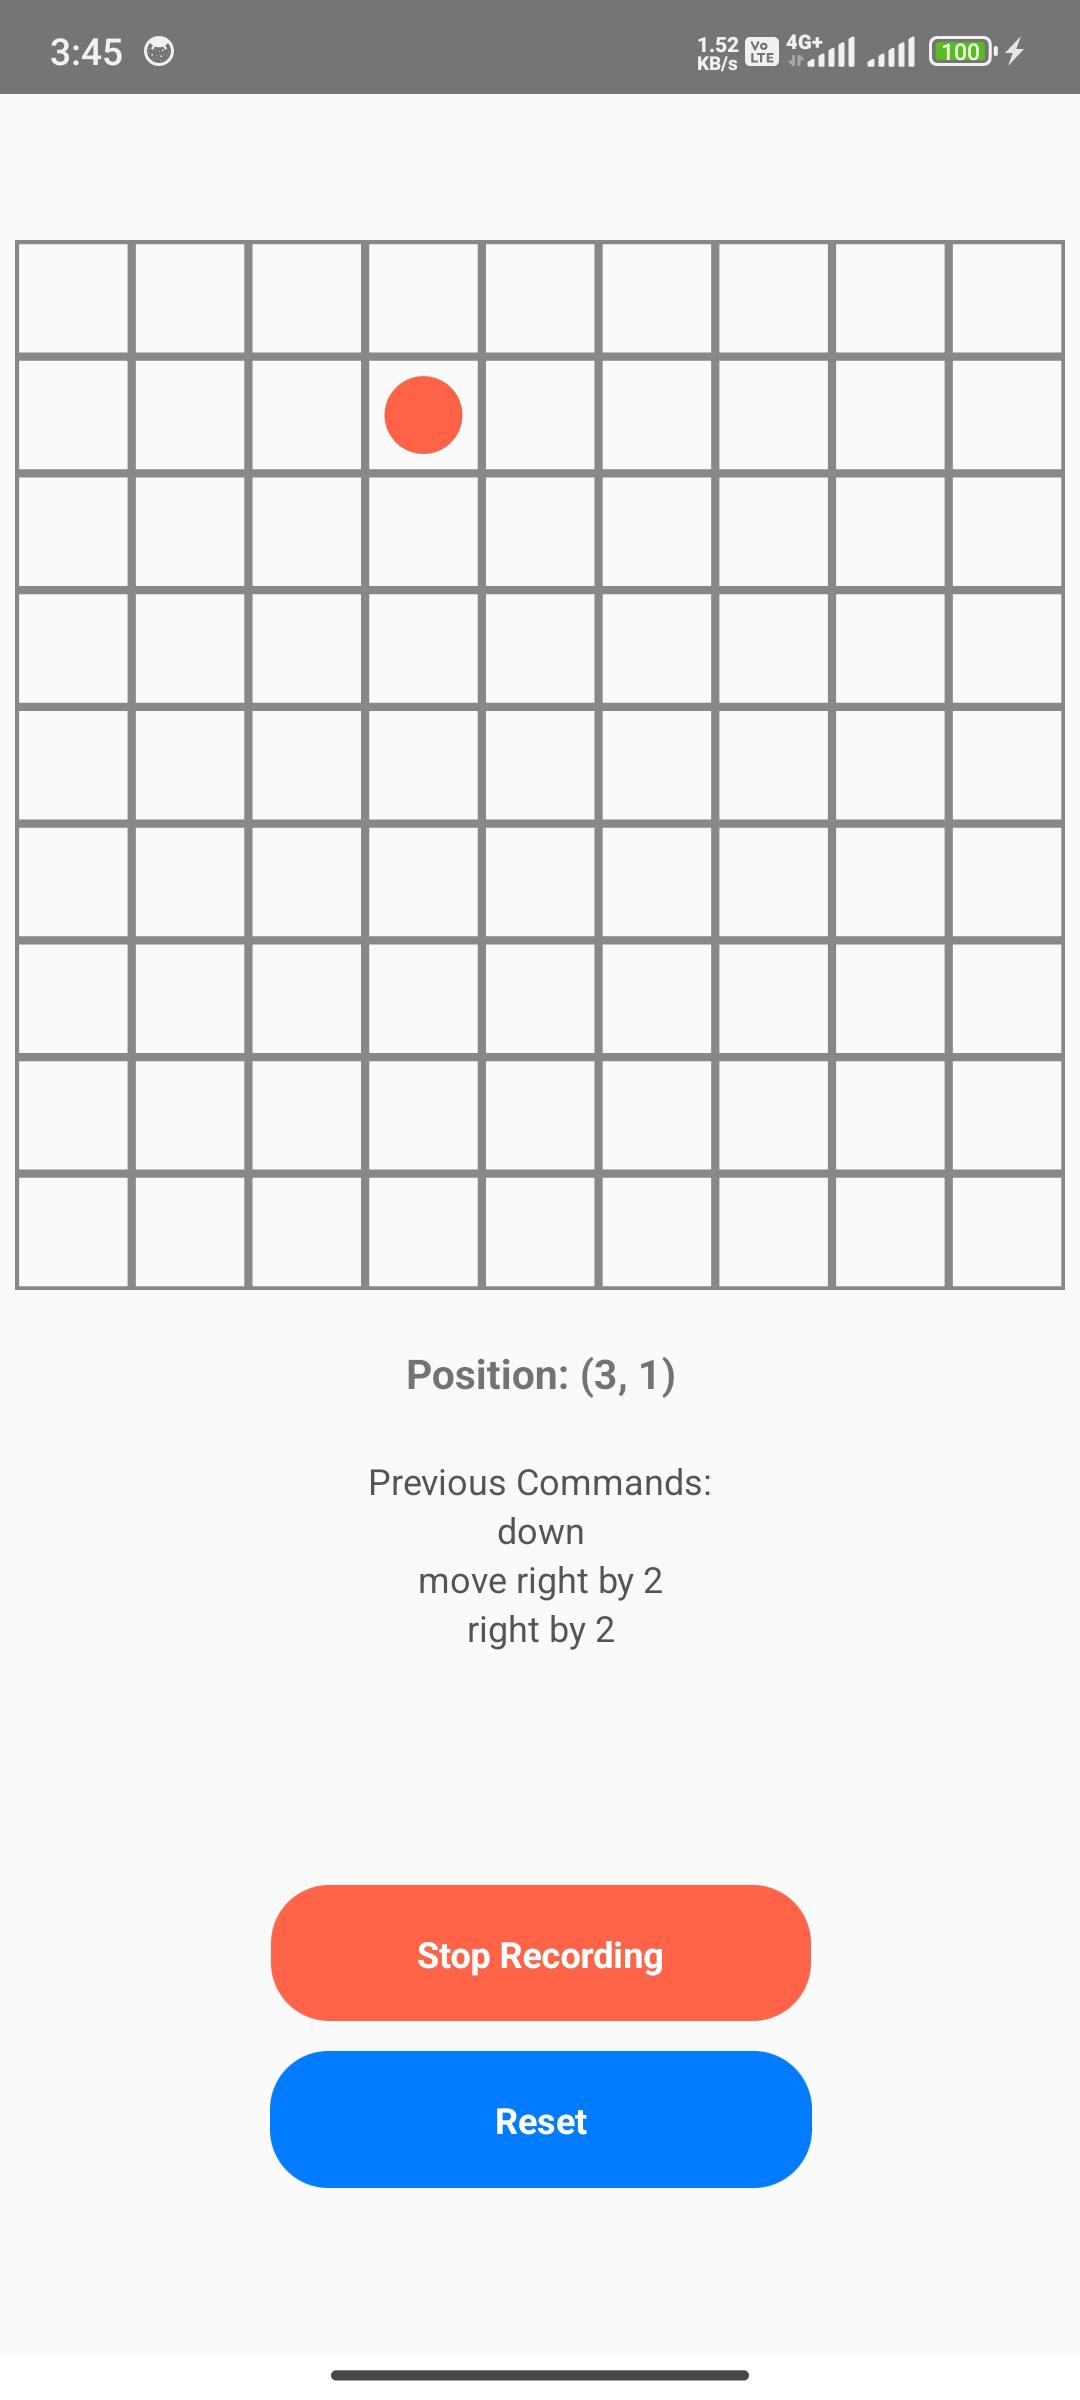 3:45
1.52
KB/s
Vo
LTE
4G+
100
Position: (3, 1)
Previous Commands:
down
move right by 2
right by 2
Stop Recording
Reset